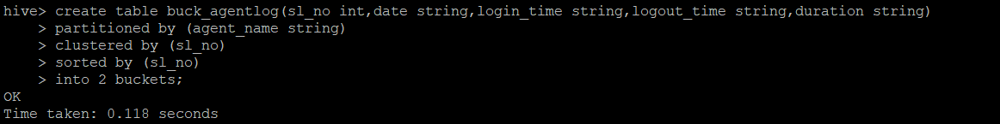 hive> create table buck_agentlog(sl_no int,date string,login_time string,logout_time string,duration string)
    > partitioned by (agent_name string)
    > clustered by (sl_no)
    > sorted by (sl_no)
    > into 2 buckets;
OK
Time taken: 0.118 seconds